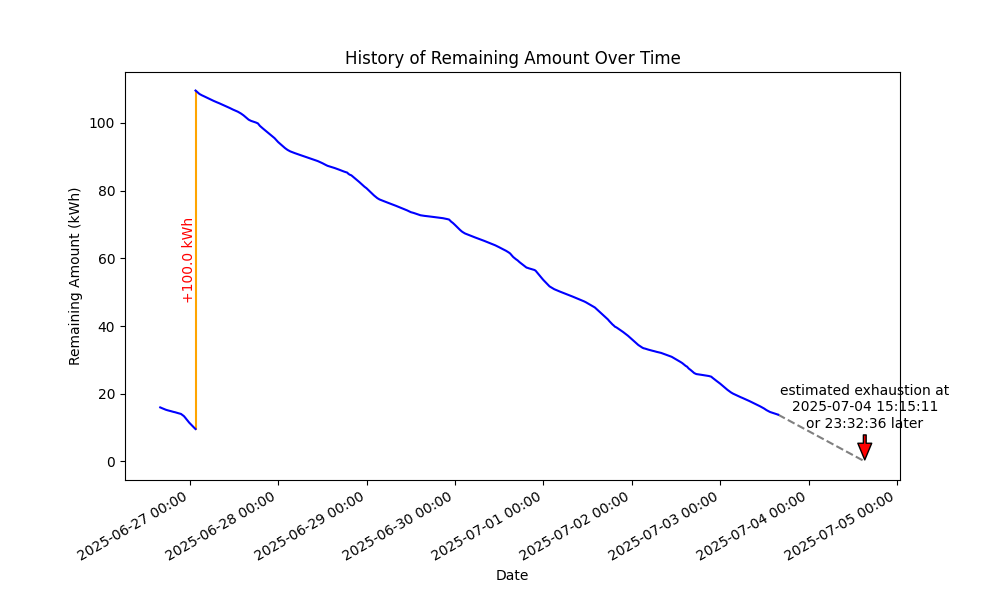 History of Remaining Amount Over Time
Remaining Amount (kWh)
100
80
60
40
20
0
+100.0 kWh
estimated exhaustion at
2025-07-04 15:15:11
or 23:32:36 later
2025-06-27 00:00
2025-06-28 00:00
2025-06-29 00:00
2025-06-30 00:00
2025-07-01 00:00
2025-07-02 00:00
2025-07-03 00:00
2025-07-04 00:00
2025-07-05 00:00
Date